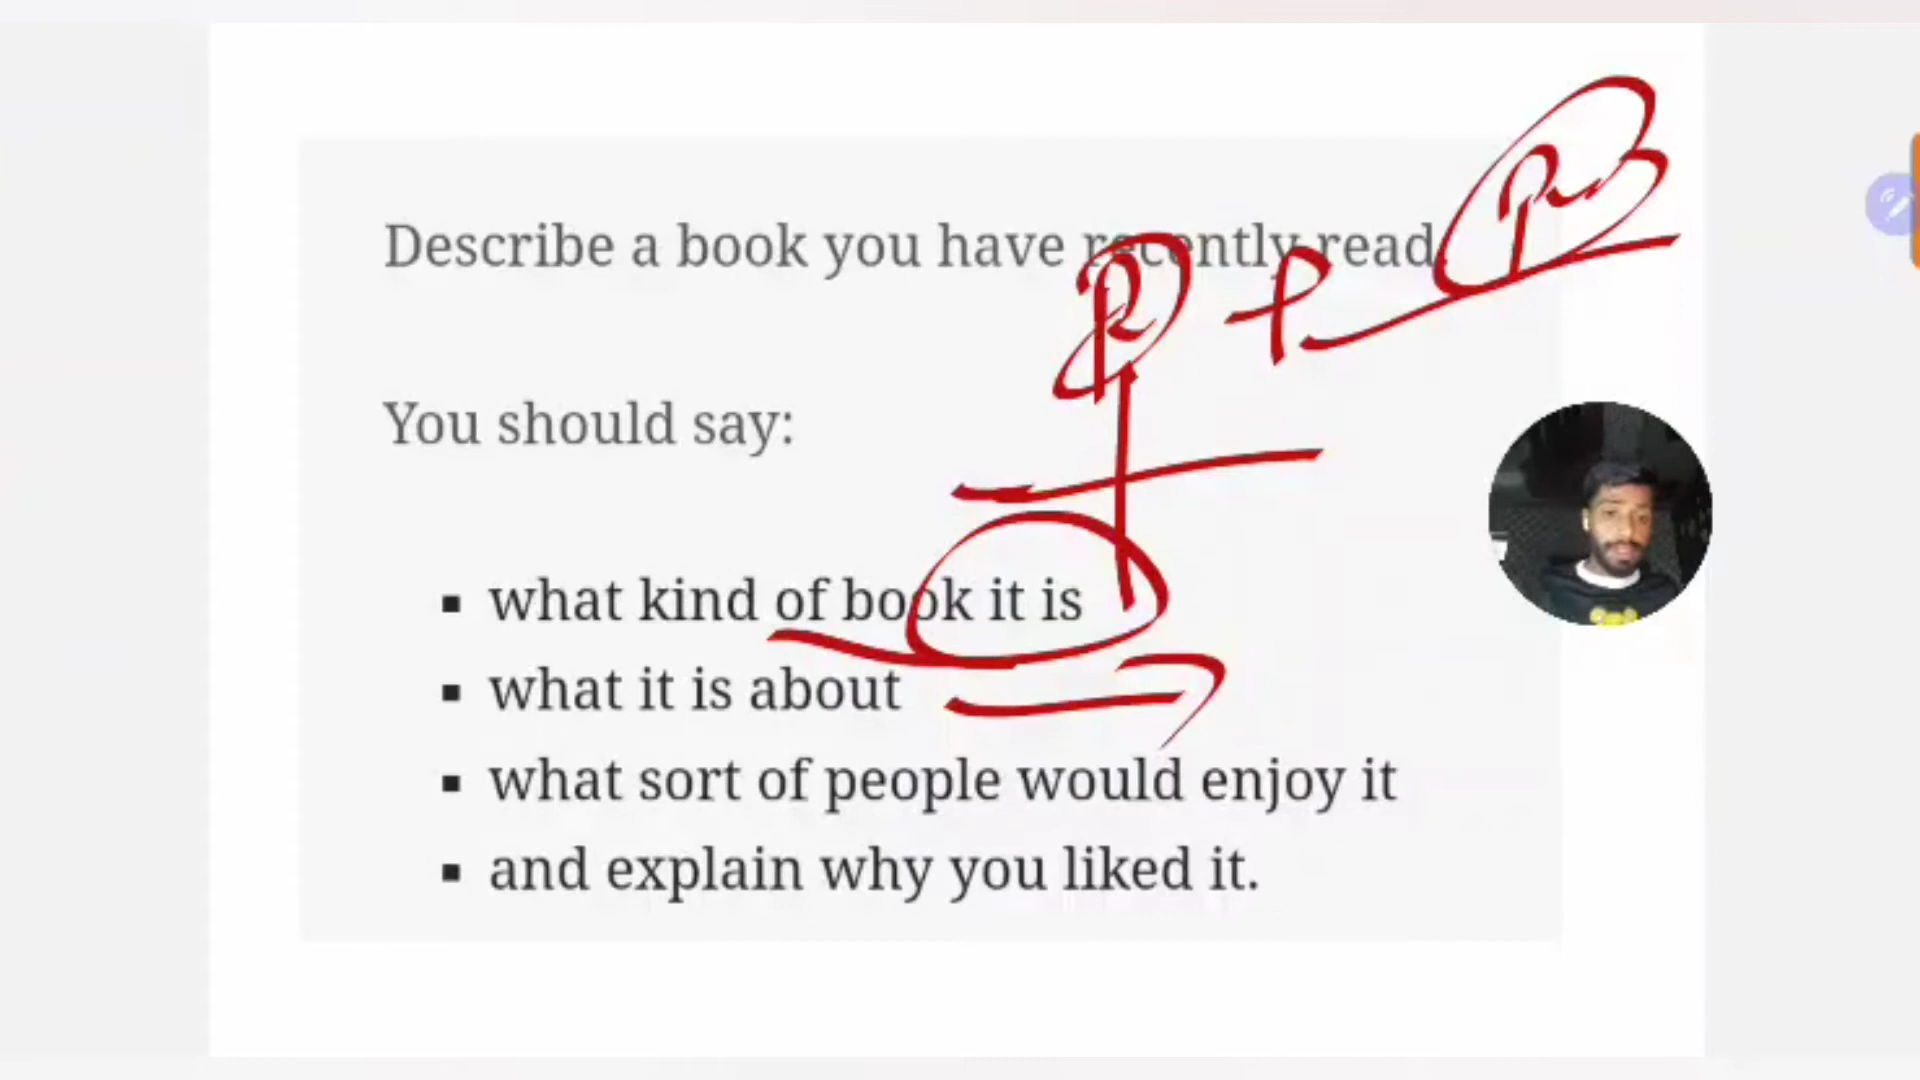 Describe a book you have recently read
You should say:
▪ what kind of book it is
▪ what it is about
▪ what sort of people would enjoy it
▪ and explain why you liked it.